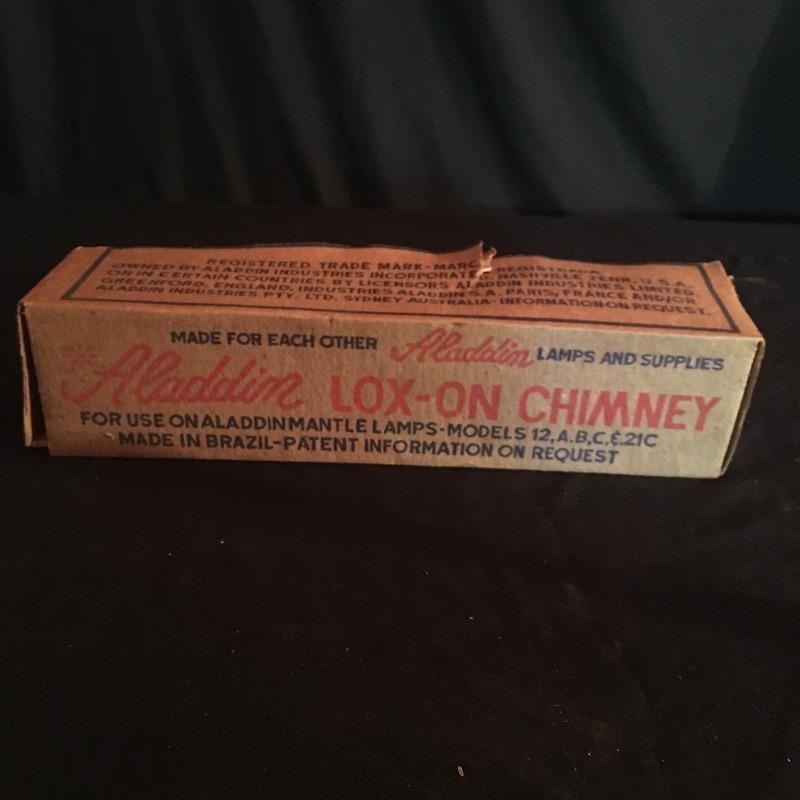 REGISTERED TRADE MARK-MARC REGISTRADA
OWNED BY ALADDIN INDUSTRIES INCORPORATE NASHVILLE TENN. U.S.A.
OR IN CERTAIN COUNTRIES BY LICENSORS ALADDIN INDUSTRIES LIMITED
GREENFORD. ENGLAND, INDUSTRIES ALADDIN S.A. PARIS, FRANCE AND/OR
ALADDIN INDUSTRIES PTY. LTD. SYDNEY AUSTRALIA-INFORMATION ON REQUEST.
MADE FOR EACH OTHER Aladdin LAMPS AND SUPPLIES
Aladdin LOX-ON CHIMNEY
FOR USE ON ALADDIN MANTLE LAMPS-MODELS 12,A.B,C,&.21C
MADE IN BRAZIL-PATENT INFORMATION ON REQUEST